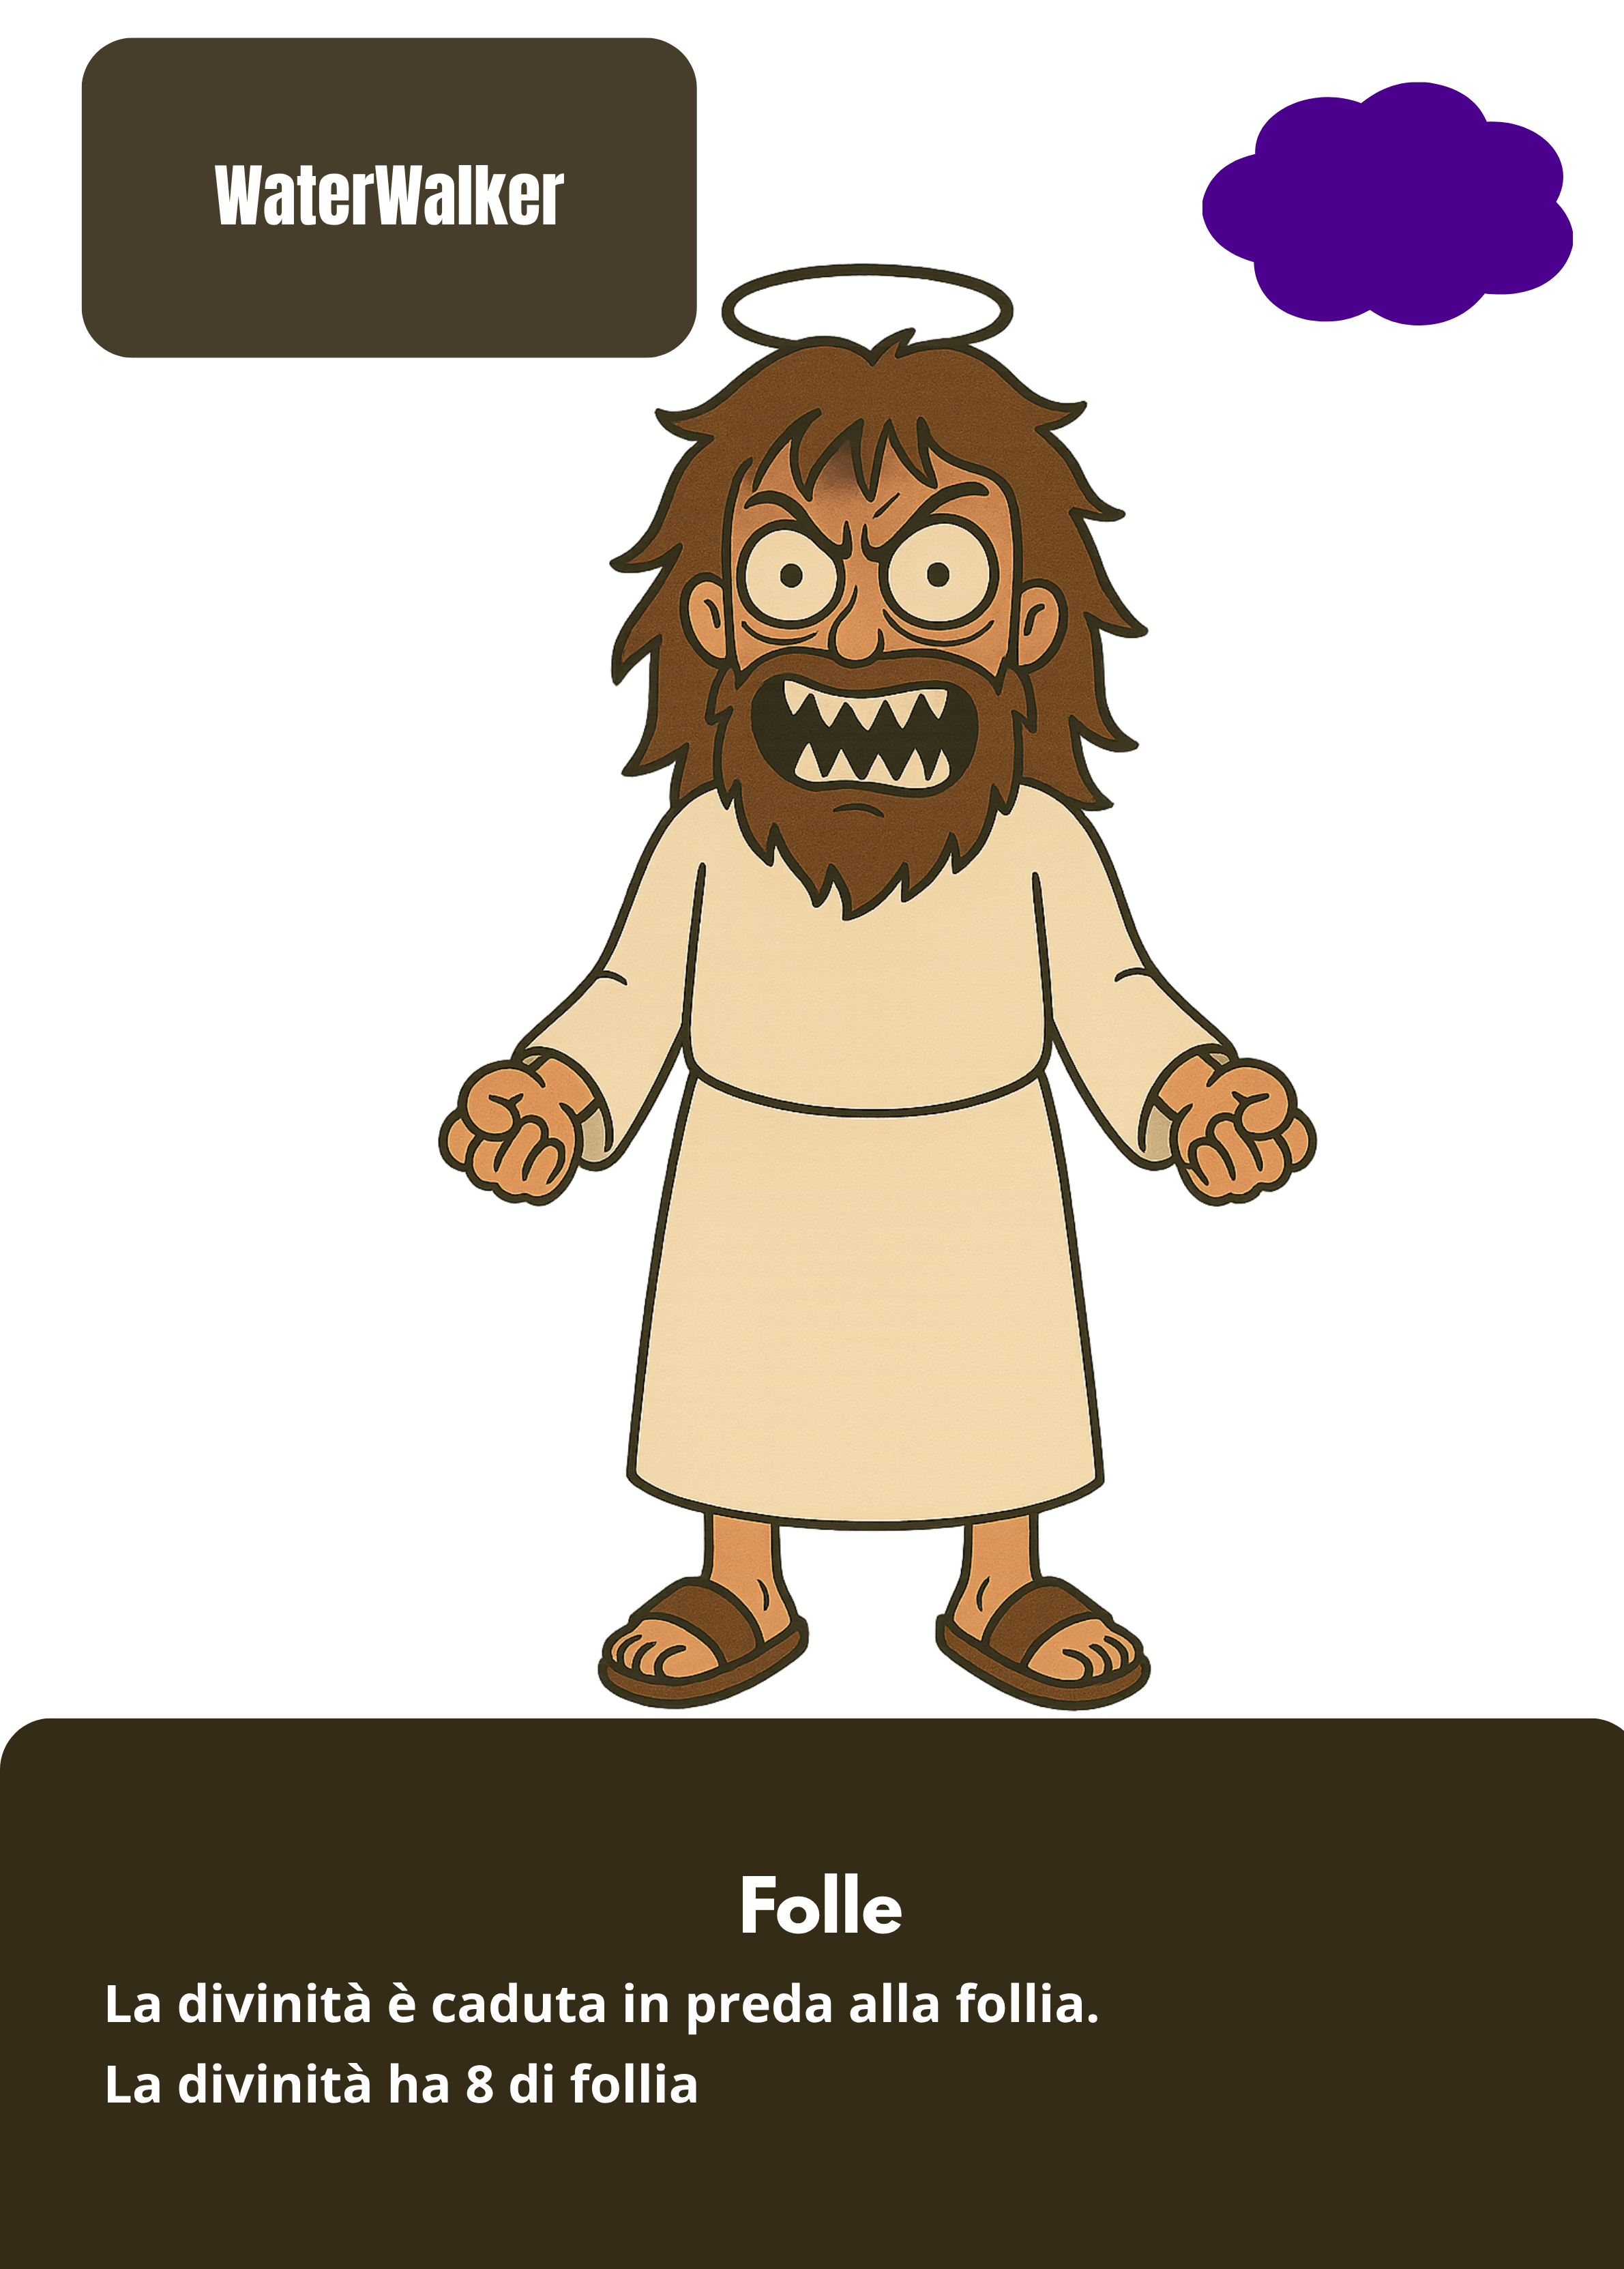 WaterWalker
Folle
La divinità è caduta in preda alla follia.
La divinità ha 8 di follia